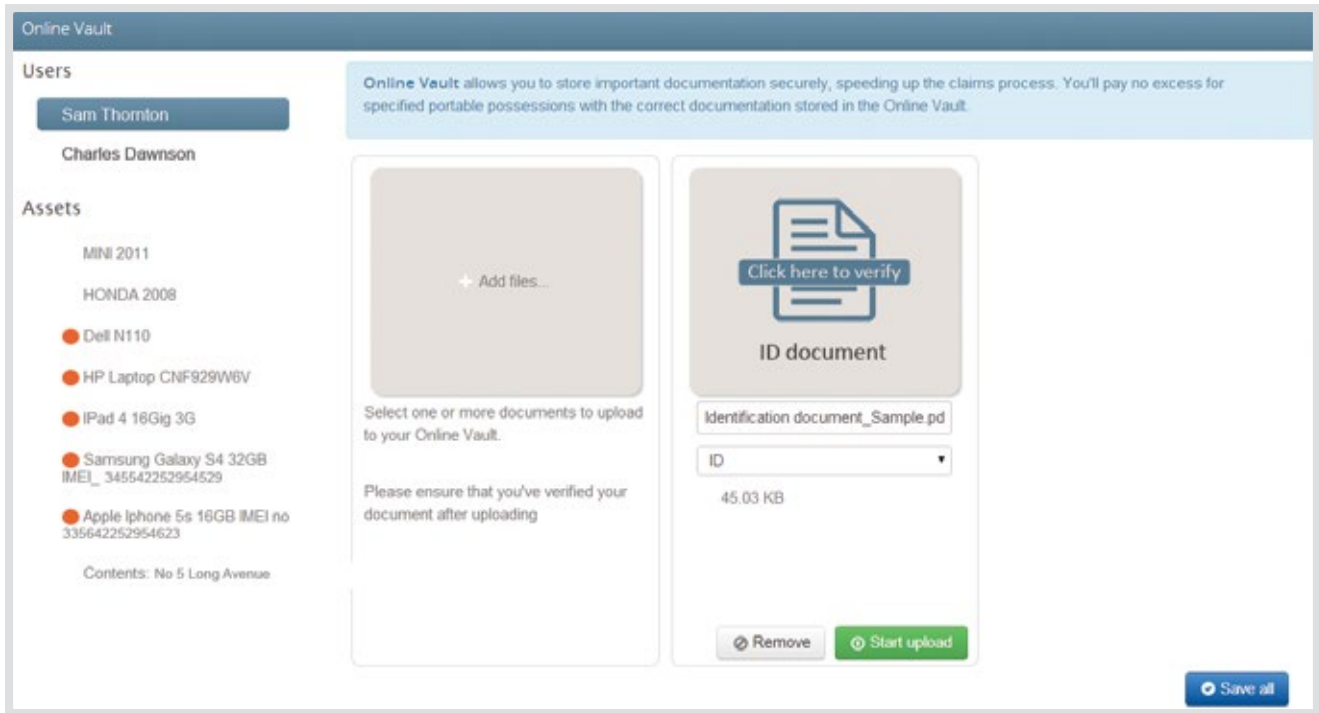 Online Vault
Users
Sam Thornton
Charles Dawnson
Assets
MINI 2011
HONDA 2008
Dell N110
HP Laptop CNF929W6V
IPad 4 16Gig 3G
Samsung Galaxy S4 32GB
IMEI_ 345542252954529
Apple Iphone 5s 16GB IMEI no
335642252954623
Contents: No 5 Long Avenue
Online Vault allows you to store important documentation securely, speeding up the claims process. You'll pay no excess for
specified portable possessions with the correct documentation stored in the Online Vault.
Add files...
Select one or more documents to upload
to your Online Vault.
Please ensure that you've verified your
document after uploading
Click here to verify
ID document
Identification document_Sample.pd
ID
45.03 KB
Remove
Start upload
Save all